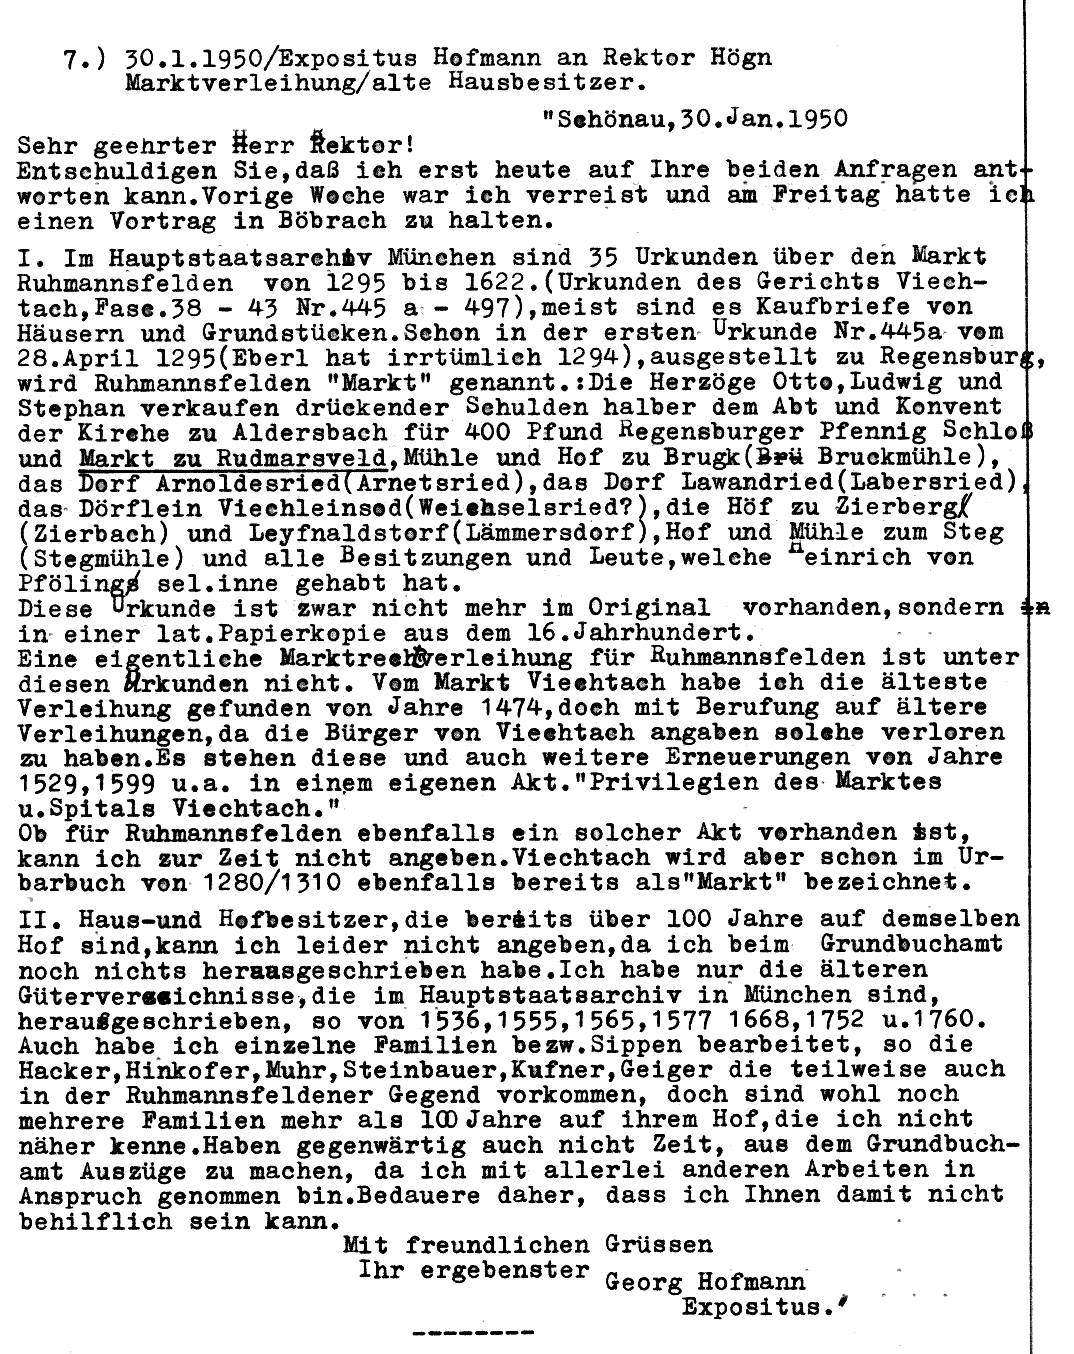 7.) 30.1.1950/Expositus Hofmann an Rektor Högn
Marktverleihung/alte Hausbesitzer.
"Schönau,30.Jan.1950
Sehr geehrter Herr Rektor!
Entschuldigen Sie,daß ich erst heute auf Ihre beiden Anfragen ant-
worten kann.Vorige Woche war ich verreist und am Freitag hatte ich
einen Vortrag in Böbrach zu halten.
I. Im Hauptstaatsarchiv München sind 35 Urkunden über den Markt
Ruhmannsfelden von 1295 bis 1622.(Urkunden des Gerichts Viech-
tach,Fasc.38 - 43 Nr.445 a - 497),meist sind es Kaufbriefe von
Häusern und Grundstücken.Schon in der ersten Urkunde Nr.445a vom
28.April 1295(Eberl hat irrtümlich 1294),ausgestellt zu Regensburg,
wird Ruhmannsfelden "Markt" genannt.:Die Herzöge Otto,Ludwig und
Stephan verkaufen drückender Schulden halber dem Abt und Konvent
der Kirche zu Aldersbach für 400 Pfund Regensburger Pfennig Schloß
und Markt zu Rudmarsveld,Mühle und Hof zu Brugk(Brü Bruckmühle),
das Dorf Arnoldesried(Arnetsried),das Dorf Lawandried(Labersried),
das Dörflein Viechleinsod(Weichselsried?),die Höf zu Zierberg
(Zierbach) und Leyfnaldstorf(Lämmersdorf),Hof und Mühle zum Steg
(Stegmühle) und alle Besitzungen und Leute,welche Heinrich von
Pföling sel.inne gehabt hat.
Diese Urkunde ist zwar nicht mehr im Original vorhanden,sondern in
in einer lat.Papierkopie aus dem 16.Jahrhundert.
Eine eigentliche Marktrechtverleihung für Ruhmannsfelden ist unter
diesen Urkunden nicht. Vom Markt Viechtach habe ich die älteste
Verleihung gefunden von Jahre 1474,doch mit Berufung auf ältere
Verleihungen,da die Bürger von Viechtach angaben solche verloren
zu haben.Es stehen diese und auch weitere Erneuerungen von Jahre
1529,1599 u.a. in einem eigenen Akt."Privilegien des Marktes
u.Spitals Viechtach."
Ob für Ruhmannsfelden ebenfalls ein solcher Akt vorhanden ist,
kann ich zur Zeit nicht angeben.Viechtach wird aber schon im Ur-
barbuch von 1280/1310 ebenfalls bereits als"Markt" bezeichnet.
II. Haus-und Hofbesitzer,die bereits über 100 Jahre auf demselben
Hof sind,kann ich leider nicht angeben,da ich beim Grundbuchamt
noch nichts herausgeschrieben habe.Ich habe nur die älteren
Güterverzeichnisse,die im Hauptstaatsarchiv in München sind,
herausgeschrieben, so von 1536,1555,1565,1577 1668,1752 u.1760.
Auch habe ich einzelne Familien bezw.Sippen bearbeitet, so die
Hacker,Hinkofer,Muhr,Steinbauer,Kufner,Geiger die teilweise auch
in der Ruhmannsfeldener Gegend vorkommen, doch sind wohl noch
mehrere Familien mehr als 100 Jahre auf ihrem Hof,die ich nicht
näher kenne.Haben gegenwärtig auch nicht Zeit, aus dem Grundbuch-
amt Auszüge zu machen, da ich mit allerlei anderen Arbeiten in
Anspruch genommen bin.Bedauere daher, dass ich Ihnen damit nicht
behilflich sein kann.
Mit freundlichen Grüssen
Ihr ergebenster
Georg Hofmann
Expositus."
--------